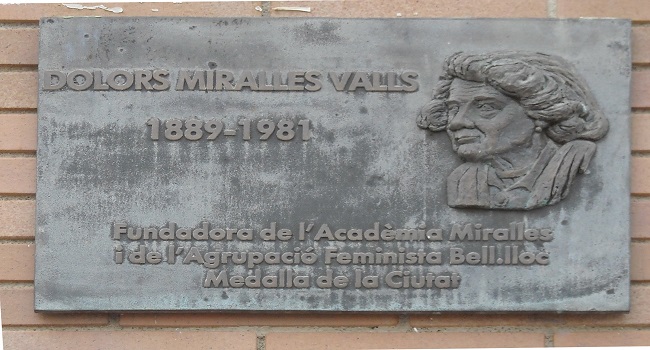 DOLORS MIRALLES VALLS
1889-1981
Fundadora de l'Acadèmia Miralles
i de l'Agrupació Feminista Bell.lloc
Medalla de la Ciutat